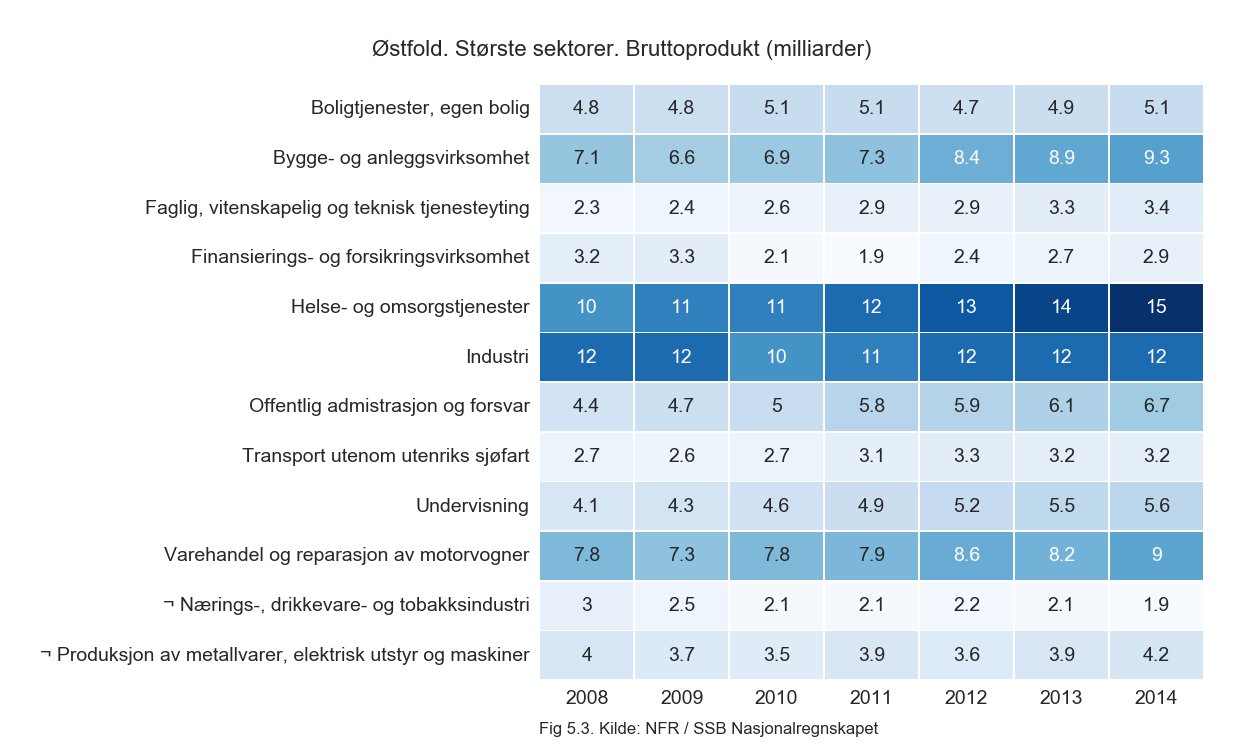 Østfold. Største sektorer. Bruttoprodukt (milliarder)
Boligtjenester, egen bolig 4.8 4.8 5.1 5.1 4.7 4.9 5.1
Bygge- og anleggsvirksomhet 7.1 6.6 6.9 7.3 8.4 8.9 9.3
Faglig, vitenskapelig og teknisk tjenesteyting 2.3 2.4 2.6 2.9 2.9 3.3 3.4
Finansierings- og forsikringsvirksomhet 3.2 3.3 2.1 1.9 2.4 2.7 2.9
Helse- og omsorgstjenester 10 11 11 12 13 14 15
Industri 12 12 10 11 12 12 12
Offentlig admistrasjon og forsvar 4.4 4.7 5 5.8 5.9 6.1 6.7
Transport utenom utenriks sjøfart 2.7 2.6 2.7 3.1 3.3 3.2 3.2
Undervisning 4.1 4.3 4.6 4.9 5.2 5.5 5.6
Varehandel og reparasjon av motorvogner 7.8 7.3 7.8 7.9 8.6 8.2 9
¬ Nærings-, drikkevare- og tobakksindustri 3 2.5 2.1 2.1 2.2 2.1 1.9
¬ Produksjon av metallvarer, elektrisk utstyr og maskiner 4 3.7 3.5 3.9 3.6 3.9 4.2
2008 2009 2010 2011 2012 2013 2014
Fig 5.3. Kilde: NFR / SSB Nasjonalregnskapet